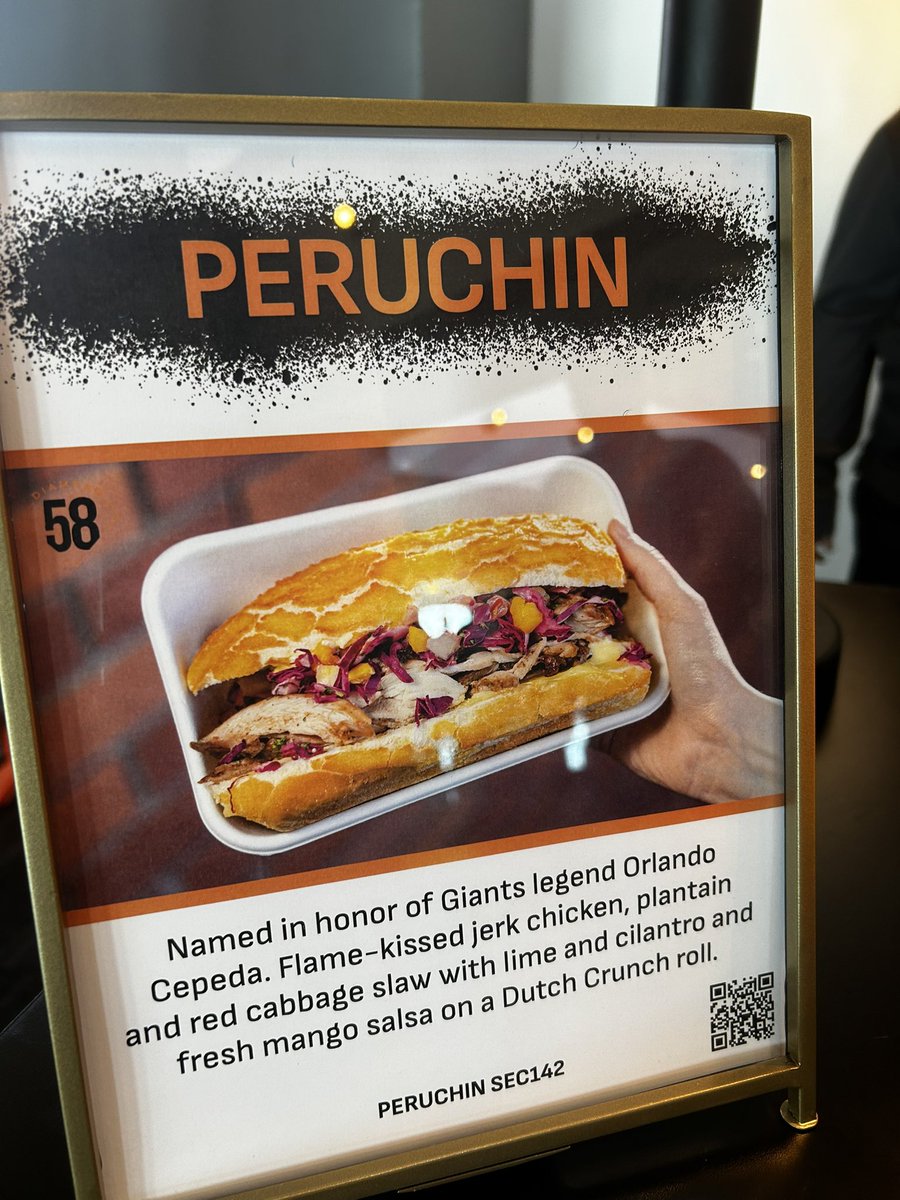 PERUCHIN
58
Named in honor of Giants legend Orlando
Cepeda. Flame-kissed jerk chicken, plantain
and red cabbage slaw with lime and cilantro and
fresh mango salsa on a Dutch Crunch roll.
PERUCHIN SEC142